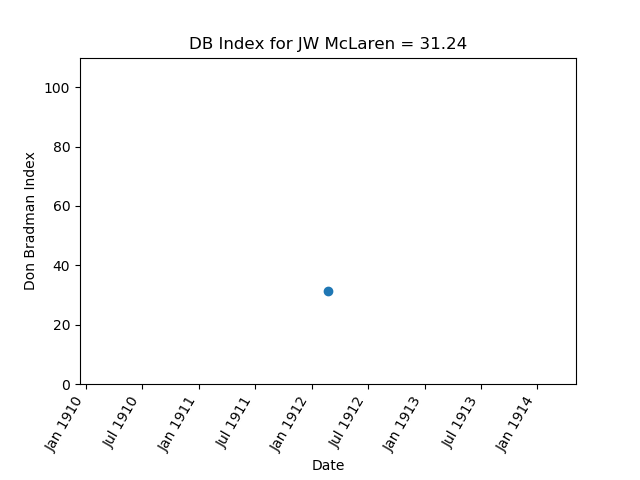 DB Index for JW McLaren = 31.24
100
80
60
40
20
0
Don Bradman Index
Jan 1910
Jul 1910
Jan 1911
Jul 1911
Jan 1912
Jul 1912
Jan 1913
Jul 1913
Jan 1914
Date